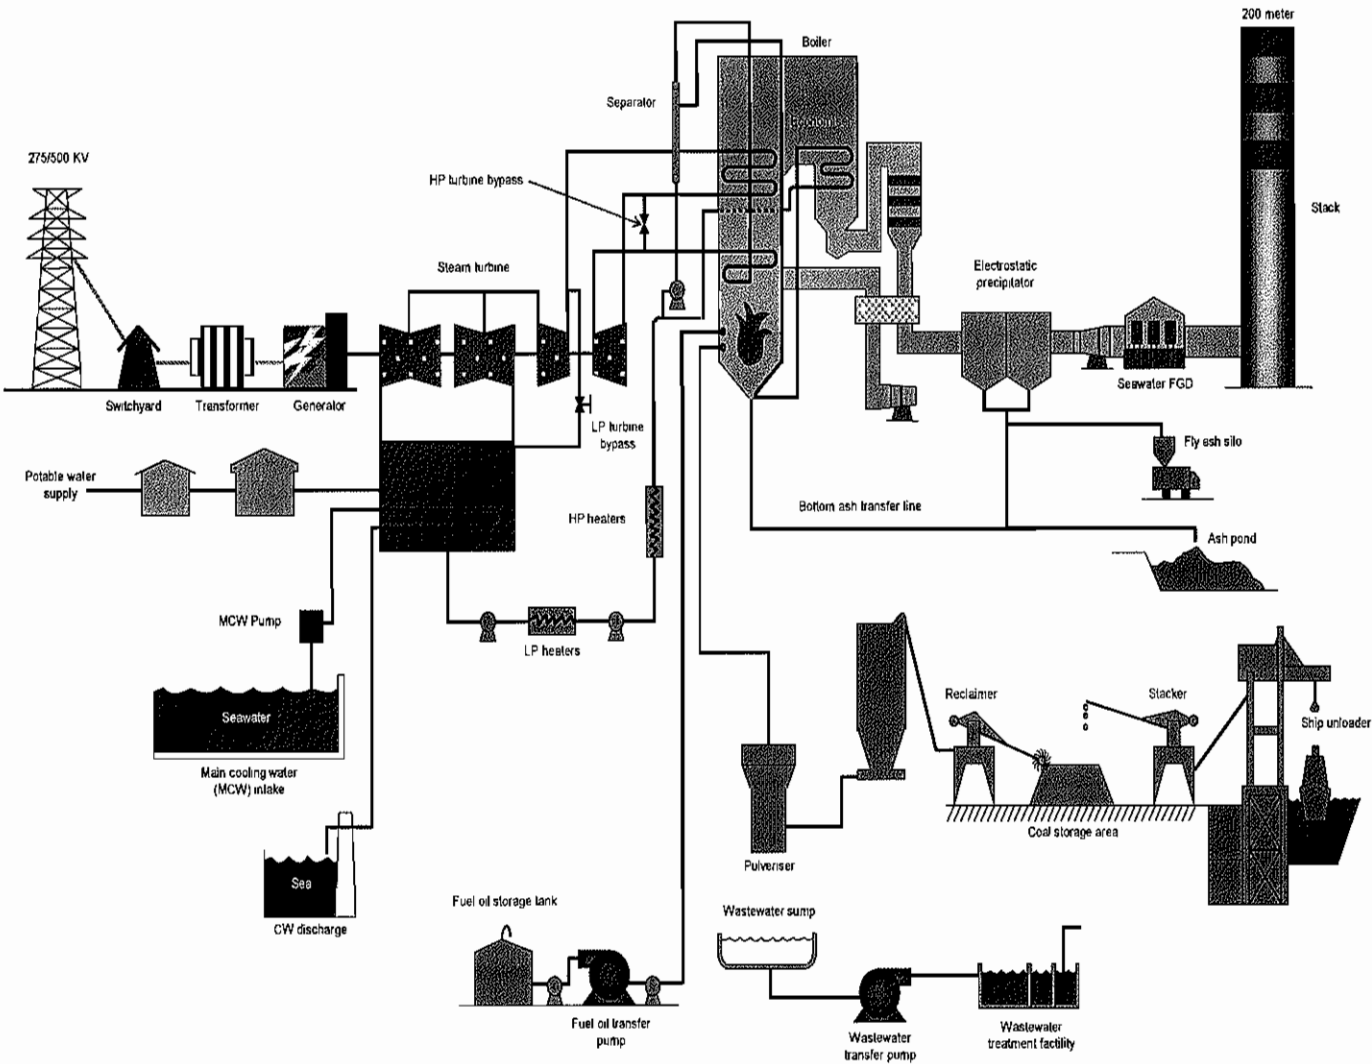 200 meter
Boiler
Separator
275/500 KV
HP turbine bypass
Stack
Steam turbine
Electrostatic
precipitator
Switchyard
Transformer
Generator
Seawater FGD
LP turbine
bypass
Fly ash silo
Potable water
supply
Bottom ash transfer line
HP heaters
Ash pond
MCW Pump
LP heaters
Reclaimer
Stacker
Seawater
Ship unloader
Main cooling water
(MCW) intake
Coal storage area
Pulveriser
Sea
Fuel oil storage tank
Wastewater sump
CW discharge
Fuel oil transfer
pump
Wastewater
transfer pump
Wastewater
treatment factility